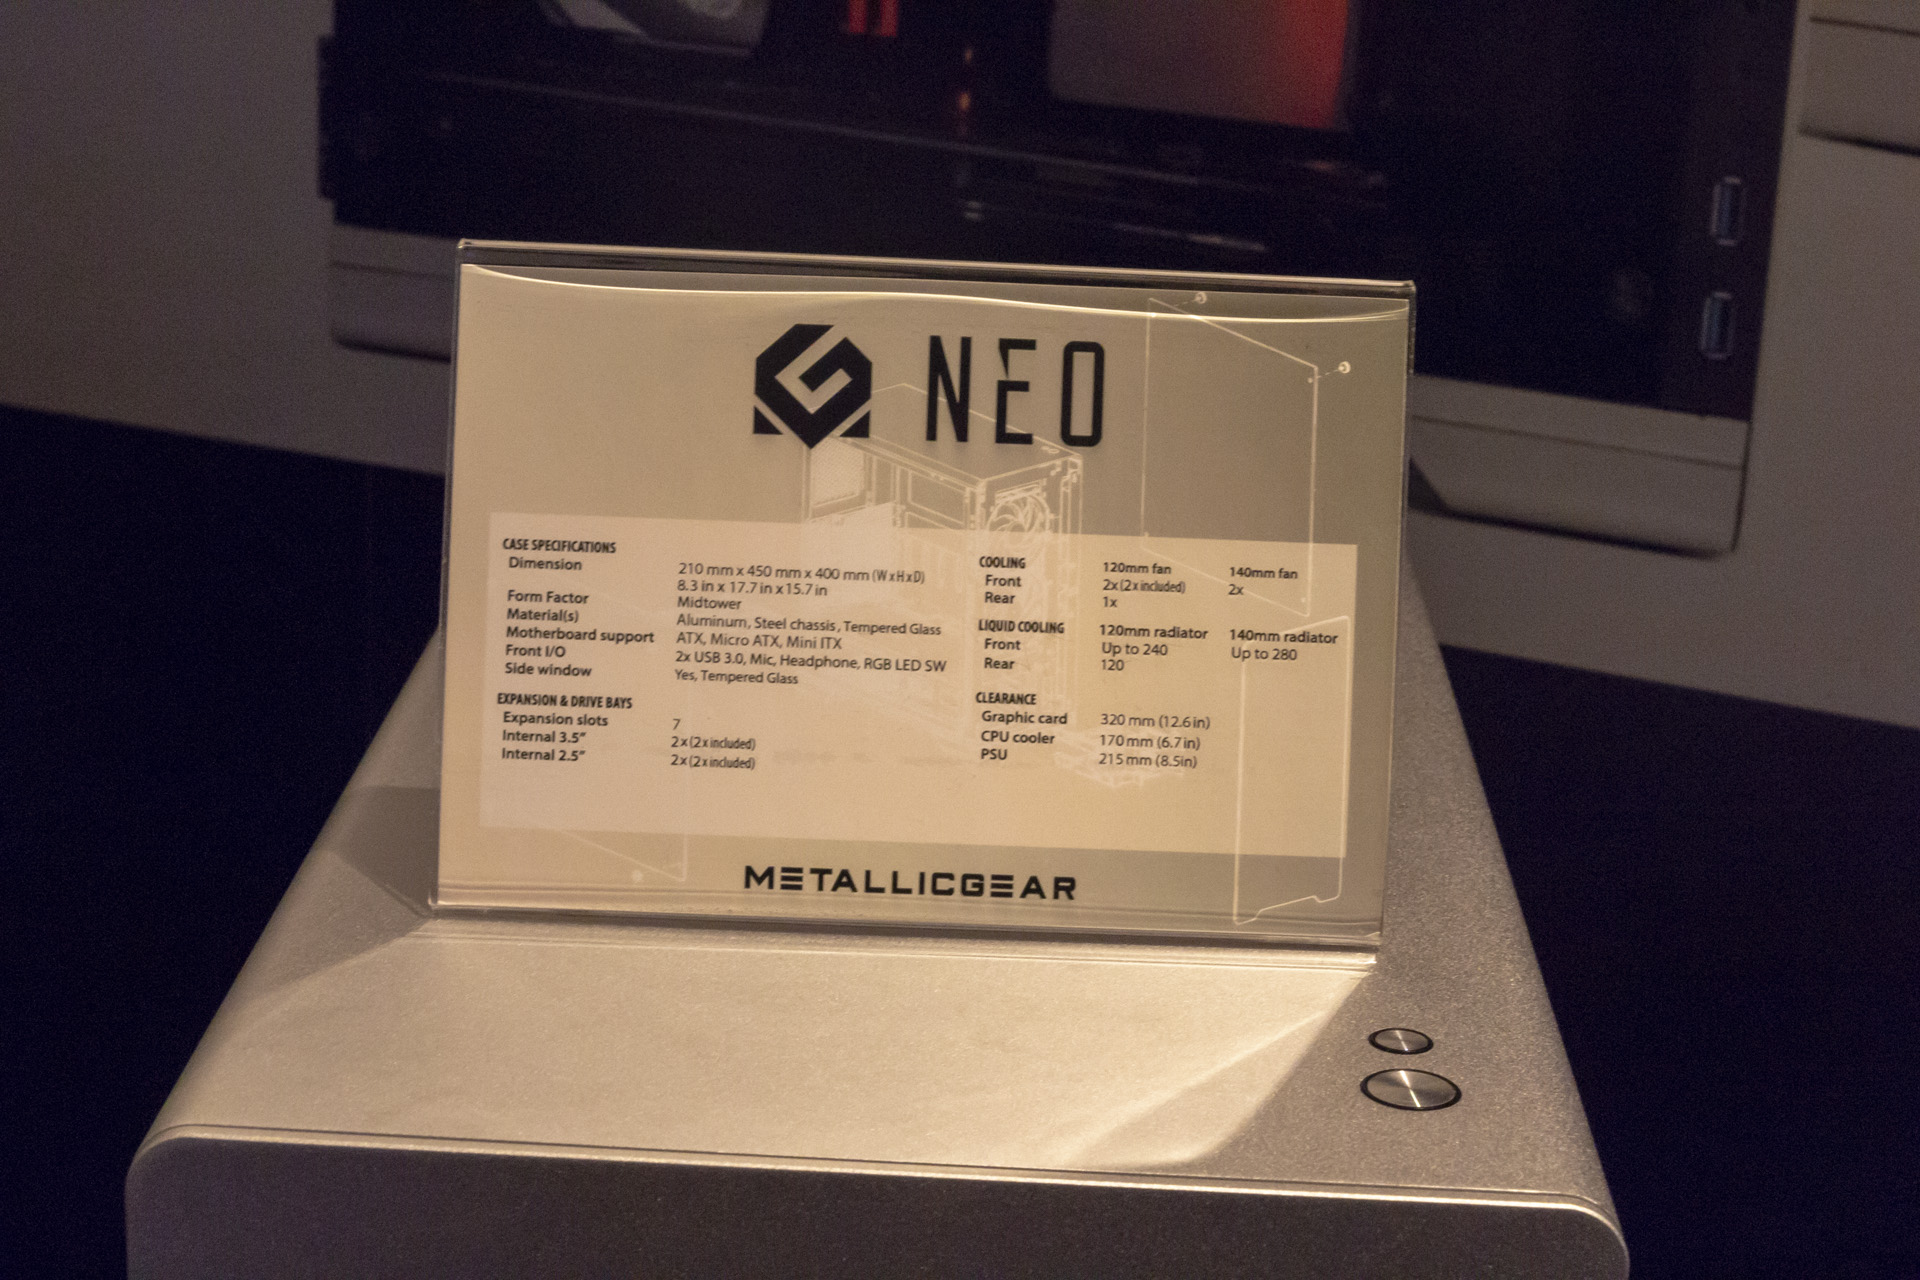 NEO
CASE SPECIFICATIONS
Dimension 210 mm x 450 mm x 400 mm (W x H x D)
8.3 in x 17.7 in x 15.7 in
Form Factor Midtower
Material(s) Aluminum, Steel chassis, Tempered Glass
Motherboard support ATX, Micro ATX, Mini ITX
Front I/O 2x USB 3.0, Mic, Headphone, RGB LED SW
Side window Yes, Tempered Glass
EXPANSION & DRIVE BAYS
Expansion slots 7
Internal 3.5" 2x (2x included)
Internal 2.5" 2x (2x included)
COOLING 120mm fan 140mm fan
Front 2x (2x included) 2x
Rear 1x
LIQUID COOLING 120mm radiator 140mm radiator
Front Up to 240 Up to 280
Rear 120
CLEARANCE
Graphic card 320 mm (12.6 in)
CPU cooler 170 mm (6.7 in)
PSU 215 mm (8.5in)
METALLICGEAR